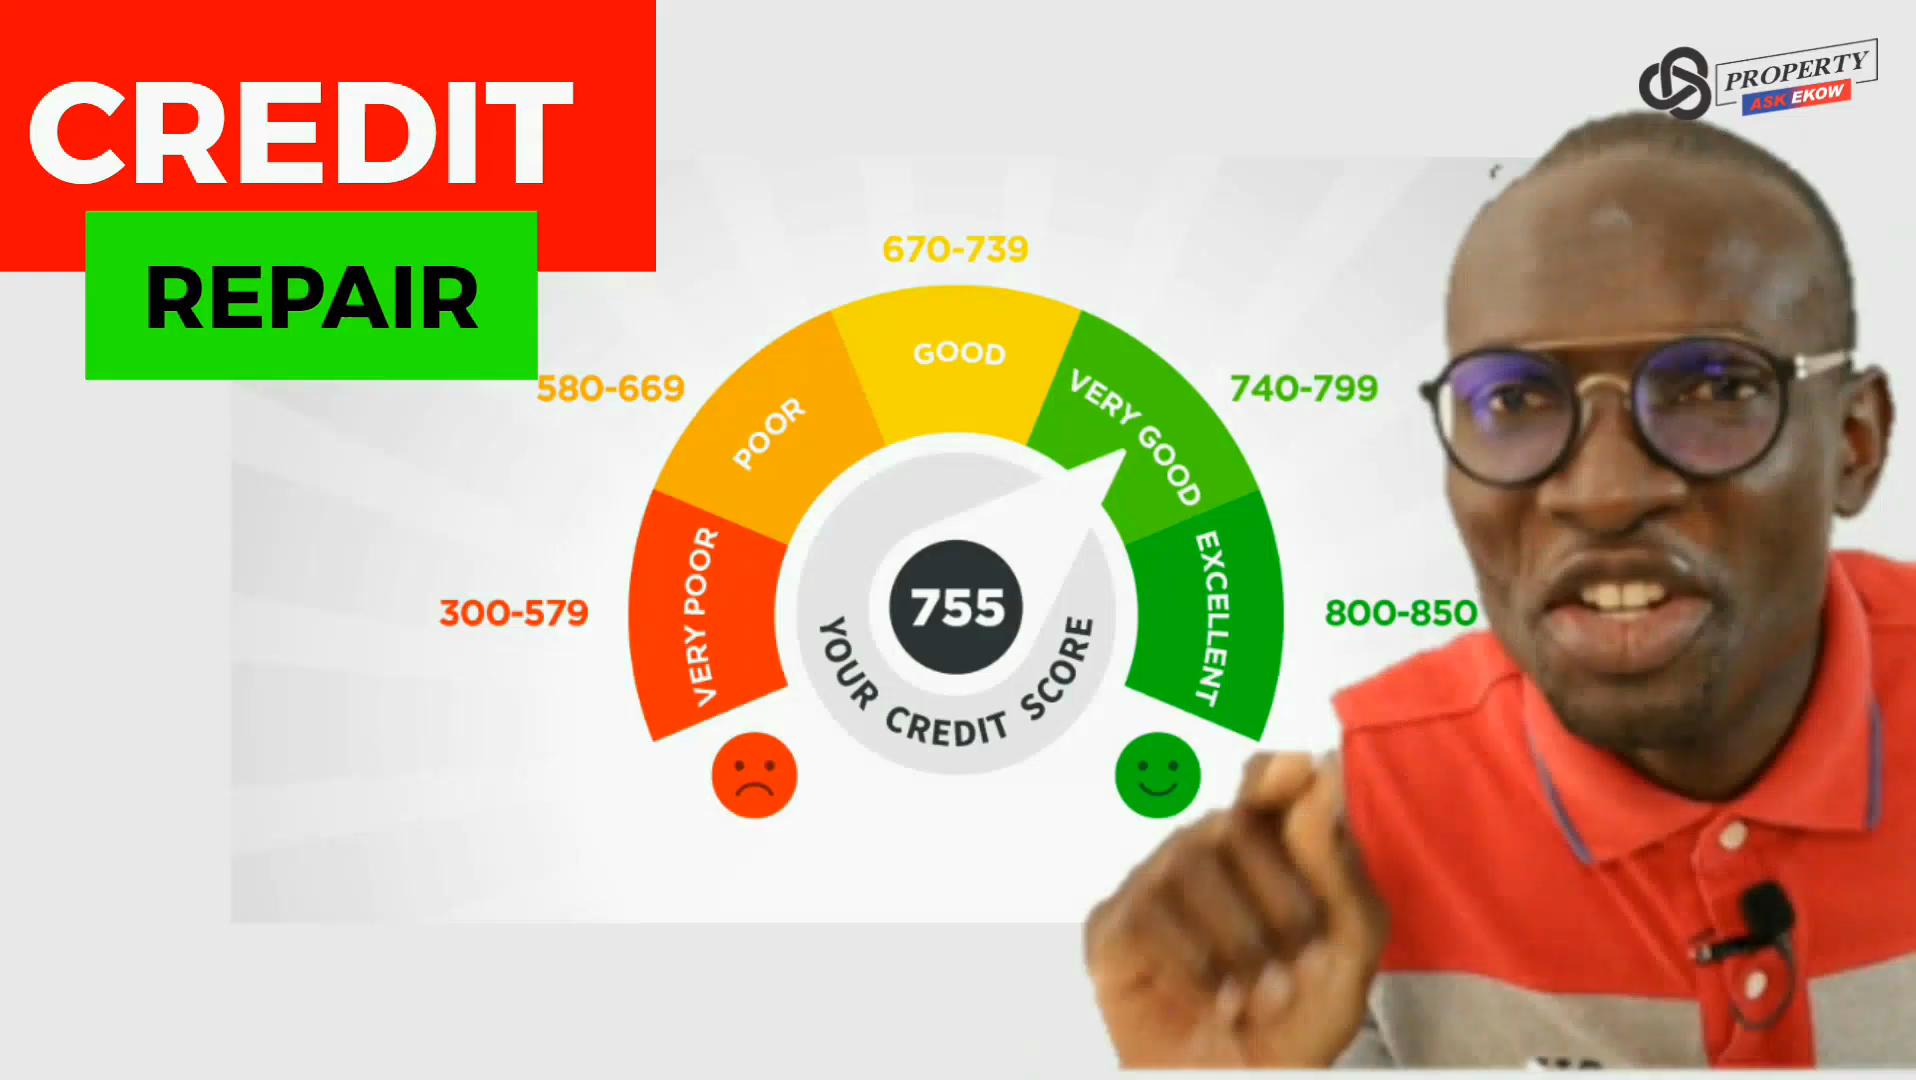 CREDIT
REPAIR
PROPERTY
ASK EKOW
670-739
580-669
740-799
300-579
800-850
VERY POOR
POOR
GOOD
VERY GOOD
EXCELLENT
755
YOUR CREDIT SCORE